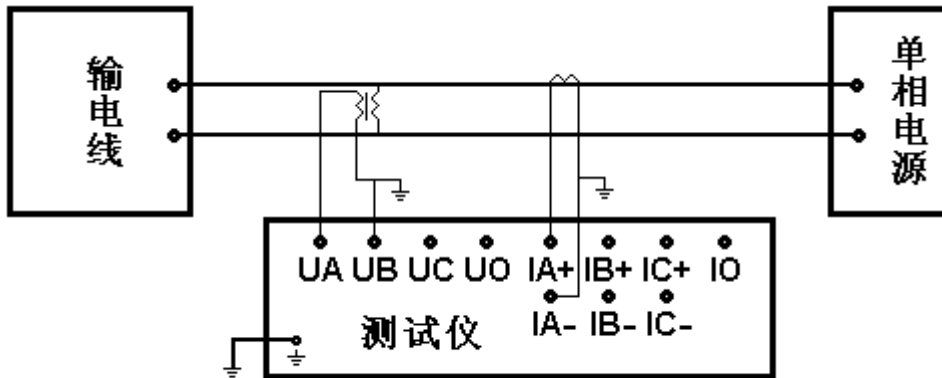 输电线
单相电源
UA UB UC UO IA+ IB+ IC+ IO
IA- IB- IC-
测试仪